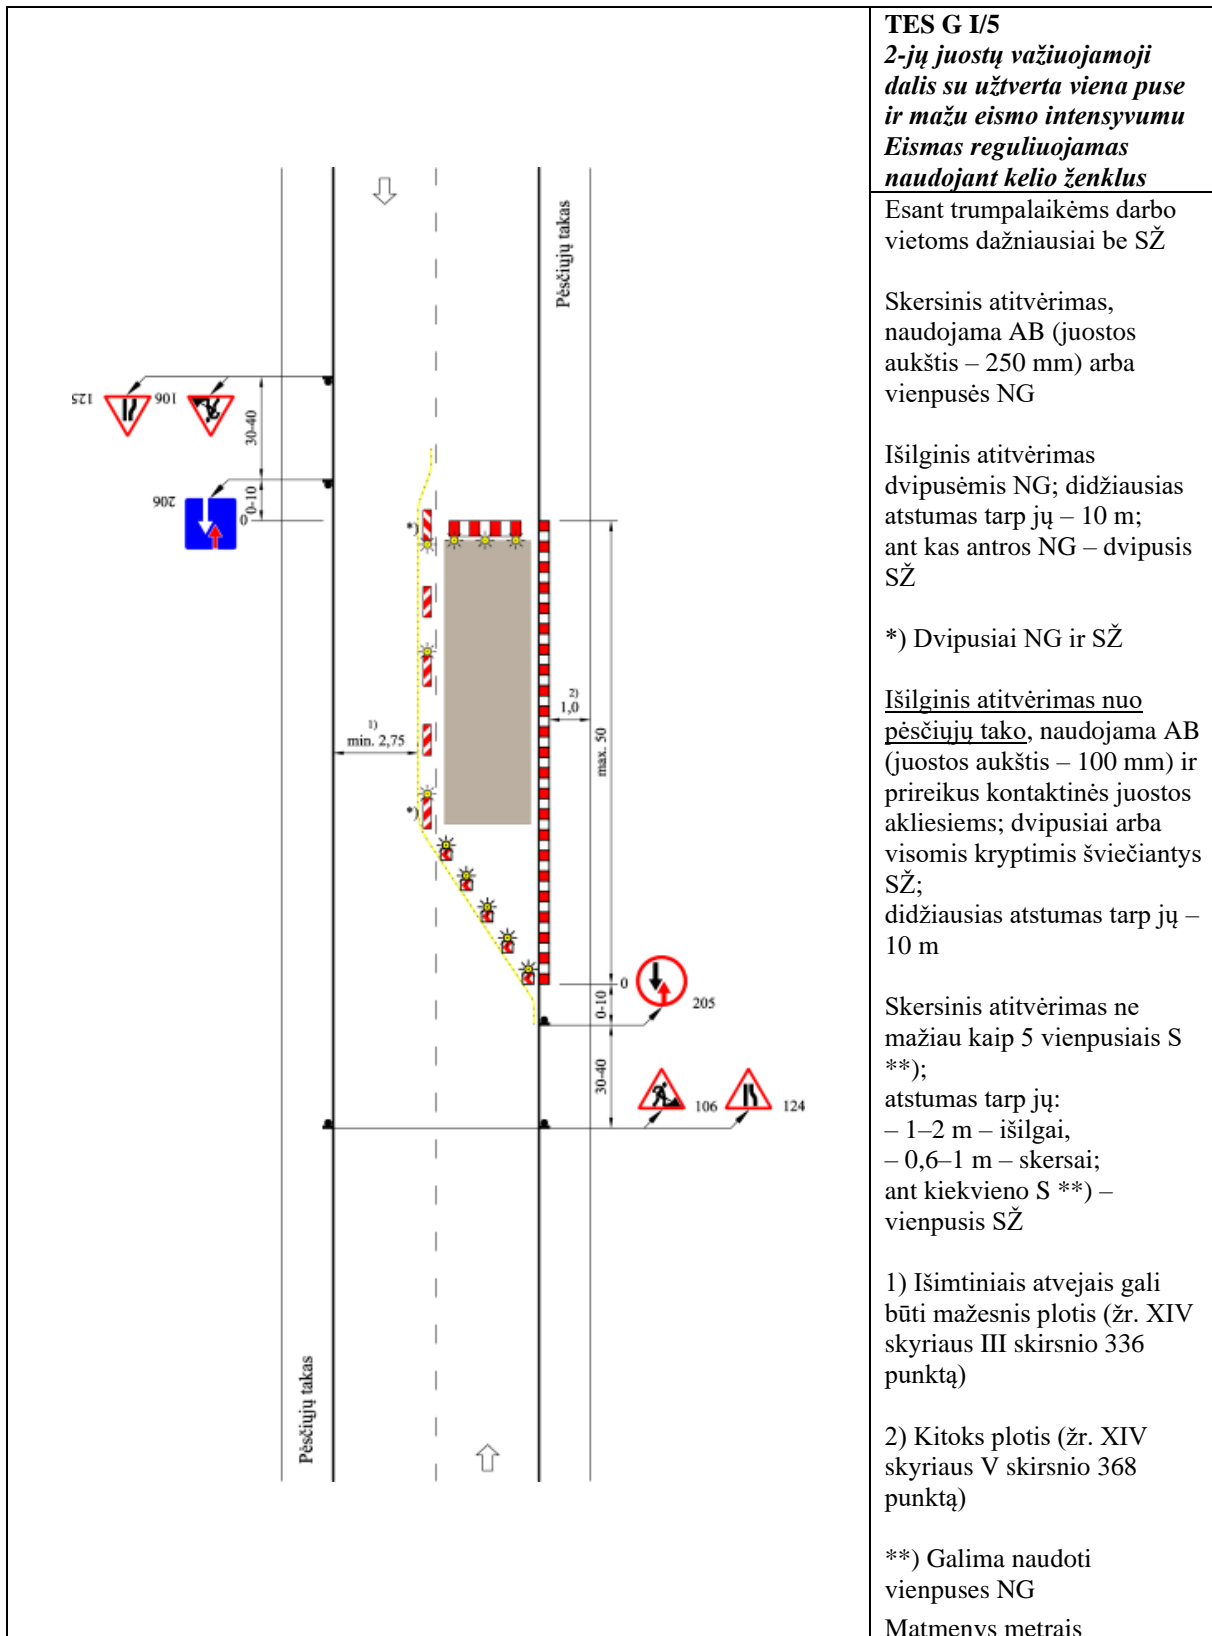 TES G I/5
2-jų juostų važiuojamoji
dalis su užtverta viena puse
ir mažu eismo intensyvumu
Eismas reguliuojamas
naudojant kelio ženklus
Esant trumpalaikėms darbo
vietoms dažniausiai be SŽ
Skersinis atitvėrimas,
naudojama AB (juostos
aukštis – 250 mm) arba
vienpusės NG
Išilginis atitvėrimas
dvipusėmis NG; didžiausias
atstumas tarp jų – 10 m;
ant kas antros NG – dvipusis
SŽ
*) Dvipusiai NG ir SŽ
Išilginis atitvėrimas nuo
pėsčiųjų tako, naudojama AB
(juostos aukštis – 100 mm) ir
prireikus kontaktinės juostos
akliesiems; dvipusiai arba
visomis kryptimis šviečiantys
SŽ;
didžiausias atstumas tarp jų –
10 m
Skersinis atitvėrimas ne
mažiau kaip 5 vienpusiais S
**);
atstumas tarp jų:
– 1–2 m – išilgai,
– 0,6–1 m – skersai;
ant kiekvieno S **) –
vienpusis SŽ
1) Išimtiniais atvejais gali
būti mažesnis plotis (žr. XIV
skyriaus III skirsnio 336
punktą)
2) Kitoks plotis (žr. XIV
skyriaus V skirsnio 368
punktą)
**) Galima naudoti
vienpuses NG
Matmenys metrais
Pėsčiųjų takas
125
106
30-40
206
0-10
0
*)
1)
min. 2,75
2)
1,0
max. 50
*)
0
205
0-10
30-40
106
124
Pėsčiųjų takas